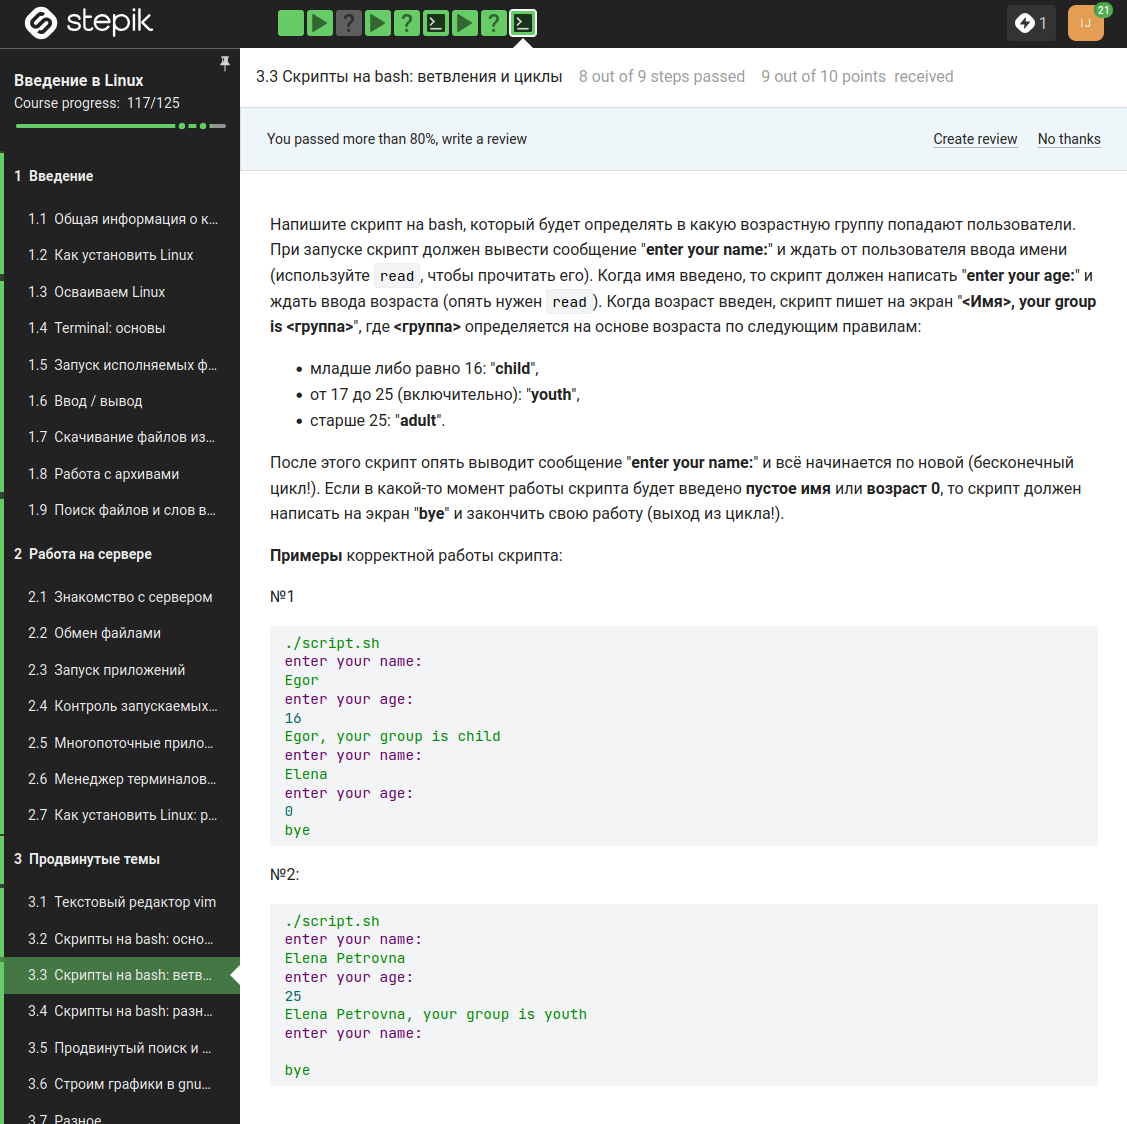 stepik
1
IJ
21
Введение в Linux
Course progress: 117/125
1 Введение
1.1 Общая информация о к...
1.2 Как установить Linux
1.3 Осваиваем Linux
1.4 Terminal: основы
1.5 Запуск исполняемых ф...
1.6 Ввод / вывод
1.7 Скачивание файлов из...
1.8 Работа с архивами
1.9 Поиск файлов и слов в...
2 Работа на сервере
2.1 Знакомство с сервером
2.2 Обмен файлами
2.3 Запуск приложений
2.4 Контроль запускаемых...
2.5 Многопоточные прило...
2.6 Менеджер терминалов...
2.7 Как установить Linux: р...
3 Продвинутые темы
3.1 Текстовый редактор vim
3.2 Скрипты на bash: осно...
3.3 Скрипты на bash: ветв...
3.4 Скрипты на bash: разн...
3.5 Продвинутый поиск и ...
3.6 Строим графики в gnu...
3.7 Разное
3.3 Скрипты на bash: ветвления и циклы 8 out of 9 steps passed 9 out of 10 points received
You passed more than 80%, write a review Create review No thanks
Напишите скрипт на bash, который будет определять в какую возрастную группу попадают пользователи.
При запуске скрипт должен вывести сообщение "enter your name:" и ждать от пользователя ввода имени
(используйте read, чтобы прочитать его). Когда имя введено, то скрипт должен написать "enter your age:" и
ждать ввода возраста (опять нужен read). Когда возраст введен, скрипт пишет на экран "<Имя>, your group
is <группа>", где <группа> определяется на основе возраста по следующим правилам:
• младше либо равно 16: "child",
• от 17 до 25 (включительно): "youth",
• старше 25: "adult".
После этого скрипт опять выводит сообщение "enter your name:" и всё начинается по новой (бесконечный
цикл!). Если в какой-то момент работы скрипта будет введено пустое имя или возраст 0, то скрипт должен
написать на экран "bye" и закончить свою работу (выход из цикла!).
Примеры корректной работы скрипта:
№1
./script.sh
enter your name:
Egor
enter your age:
16
Egor, your group is child
enter your name:
Elena
enter your age:
0
bye
№2:
./script.sh
enter your name:
Elena Petrovna
enter your age:
25
Elena Petrovna, your group is youth
enter your name:
bye